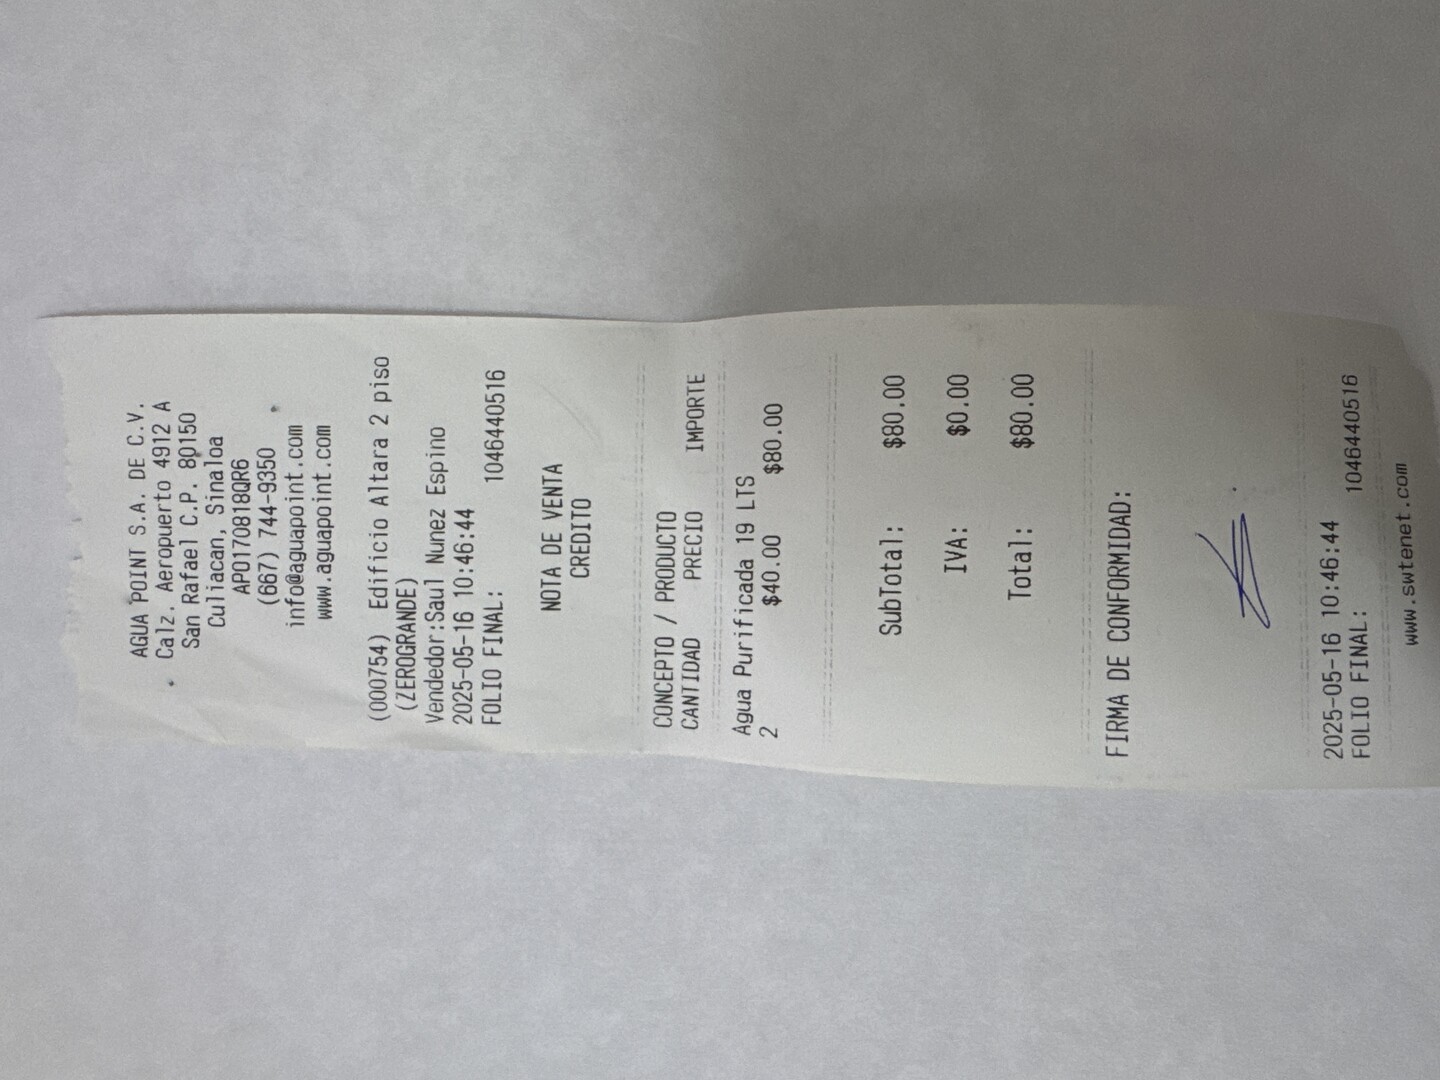 AGUA POINT S.A. DE C.V.
Calz. Aeropuerto 4912 A
San Rafael C.P. 80150
Culiacan, Sinaloa
APO170818QR6
(667) 744-9350
info@aguapoint.com
www.aguapoint.com
(000754) Edificio Altara 2 piso
(ZEROGRANDE)
Vendedor:Saul Nunez Espino
2025-05-16 10:46:44
FOLIO FINAL: 1046440516
NOTA DE VENTA
CREDITO
CONCEPTO / PRODUCTO
CANTIDAD PRECIO IMPORTE
Agua Purificada 19 LTS
2 $40.00 $80.00
SubTotal: $80.00
IVA: $0.00
Total: $80.00
FIRMA DE CONFORMIDAD:
2025-05-16 10:46:44
FOLIO FINAL: 1046440516
www.swtenet.com